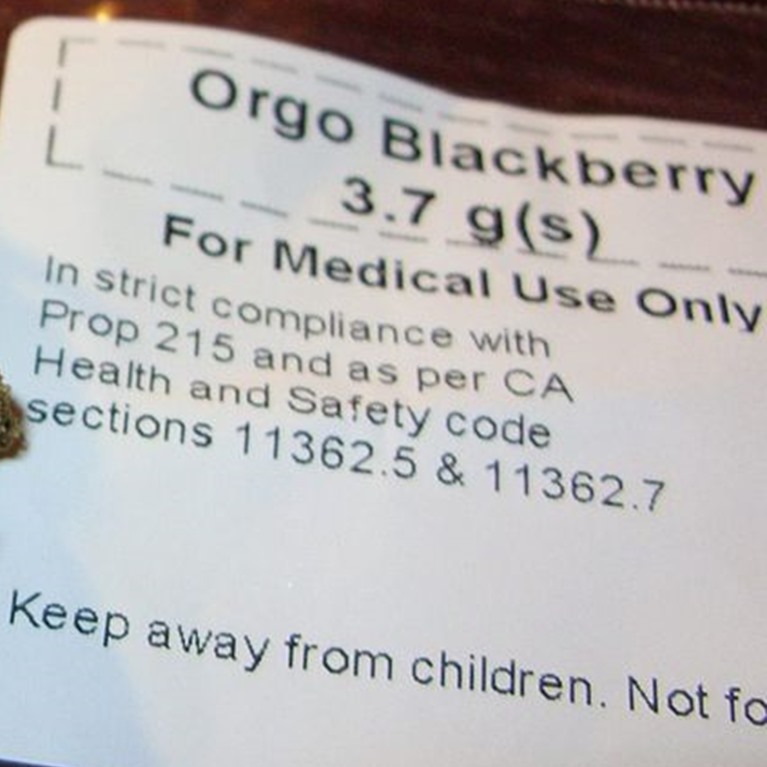 Orgo Blackberry
3.7 g(s)
For Medical Use Only
In strict compliance with
Prop 215 and as per CA
Health and Safety code
sections 11362.5 & 11362.7
Keep away from children. Not fo